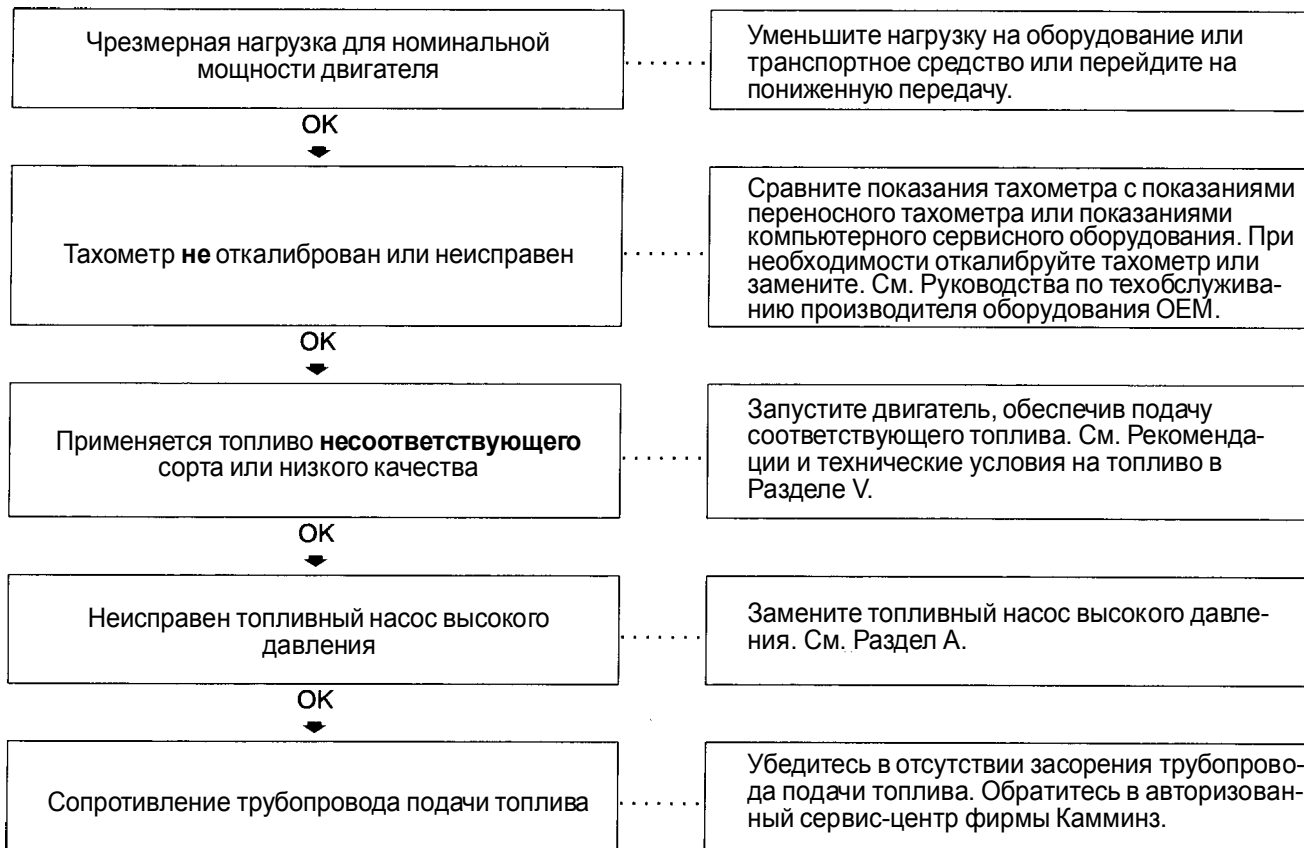 Чрезмерная нагрузка для номинальной
мощности двигателя
Уменьшите нагрузку на оборудование или
транспортное средство или перейдите на
пониженную передачу.
OK
Тахометр не откалиброван или неисправен
Сравните показания тахометра с показаниями
переносного тахометра или показаниями
компьютерного сервисного оборудования. При
необходимости откалибруйте тахометр или
замените. См. Руководства по техобслужива-
нию производителя оборудования OEM.
OK
Применяется топливо несоответствующего
сорта или низкого качества
Запустите двигатель, обеспечив подачу
соответствующего топлива. См. Рекоменда-
ции и технические условия на топливо в
Разделе V.
OK
Неисправен топливный насос высокого
давления
Замените топливный насос высокого давле-
ния. См. Раздел А.
OK
Сопротивление трубопровода подачи топлива
Убедитесь в отсутствии засорения трубопрово-
да подачи топлива. Обратитесь в авторизован-
ный сервис-центр фирмы Камминз.